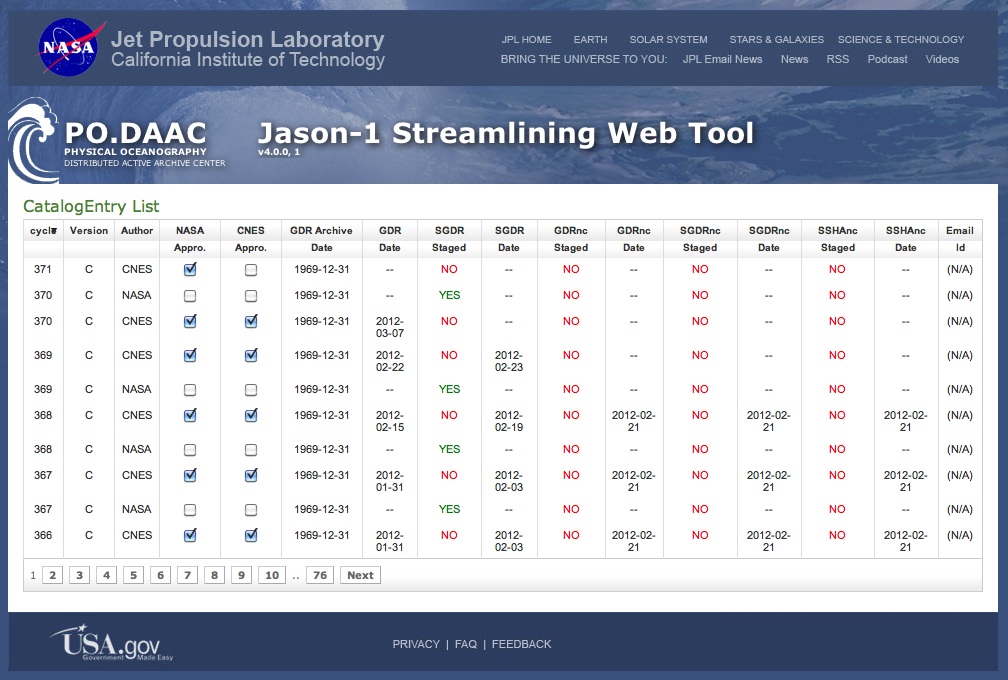 NASA
Jet Propulsion Laboratory
California Institute of Technology
JPL HOME EARTH SOLAR SYSTEM STARS & GALAXIES SCIENCE & TECHNOLOGY
BRING THE UNIVERSE TO YOU: JPL Email News News RSS Podcast Videos
PO.DAAC
PHYSICAL OCEANOGRAPHY
DISTRIBUTED ACTIVE ARCHIVE CENTER
Jason-1 Streamlining Web Tool
v4.0.0, 1
CatalogEntry List
cycle Version Author NASA CNES GDR Archive GDR SGDR SGDR GDRnc GDRnc SGDRnc SGDRnc SSHAnc SSHAnc Email
Appro. Appro. Date Date Staged Date Staged Date Staged Date Staged Date Id
371 C CNES 1969-12-31 -- NO -- NO -- NO -- NO -- (N/A)
370 C NASA 1969-12-31 -- YES -- NO -- NO -- NO -- (N/A)
370 C CNES 1969-12-31 2012- NO -- NO -- NO -- NO -- (N/A)
03-07
369 C CNES 1969-12-31 2012- NO 2012- NO -- NO -- NO -- (N/A)
02-22 02-23
369 C NASA 1969-12-31 -- YES -- NO -- NO -- NO -- (N/A)
368 C CNES 1969-12-31 2012- NO 2012- NO 2012-02- NO 2012-02- NO 2012-02- (N/A)
02-15 02-19 21 21 21
368 C NASA 1969-12-31 -- YES -- NO -- NO -- NO -- (N/A)
367 C CNES 1969-12-31 2012- NO 2012- NO 2012-02- NO 2012-02- NO 2012-02- (N/A)
01-31 02-03 21 21 21
367 C NASA 1969-12-31 -- YES -- NO -- NO -- NO -- (N/A)
366 C CNES 1969-12-31 2012- NO 2012- NO 2012-02- NO 2012-02- NO 2012-02- (N/A)
01-31 02-03 21 21 21
1 2 3 4 5 6 7 8 9 10 .. 76 Next
USA.gov
Government Made Easy
PRIVACY | FAQ | FEEDBACK